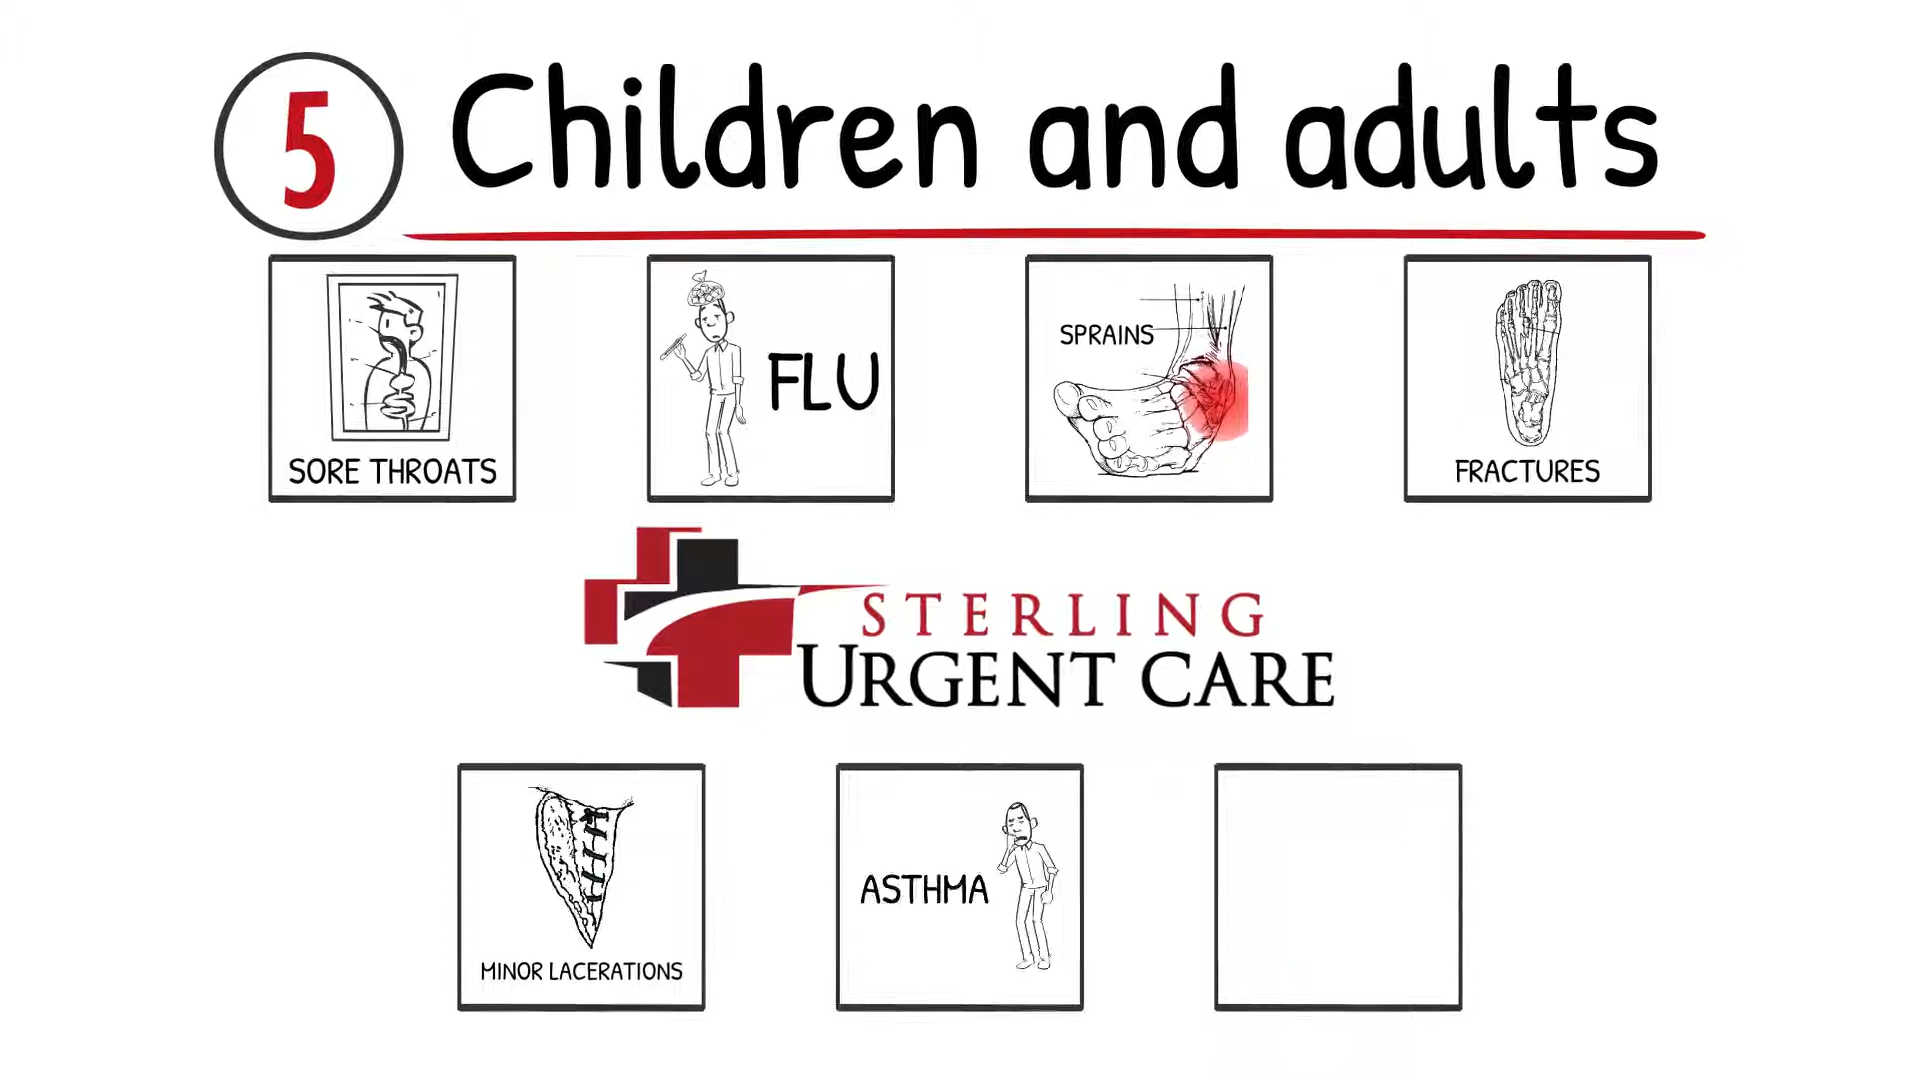 5 Children and adults
SORE THROATS
FLU
SPRAINS
FRACTURES
STERLING
URGENT CARE
MINOR LACERATIONS
ASTHMA